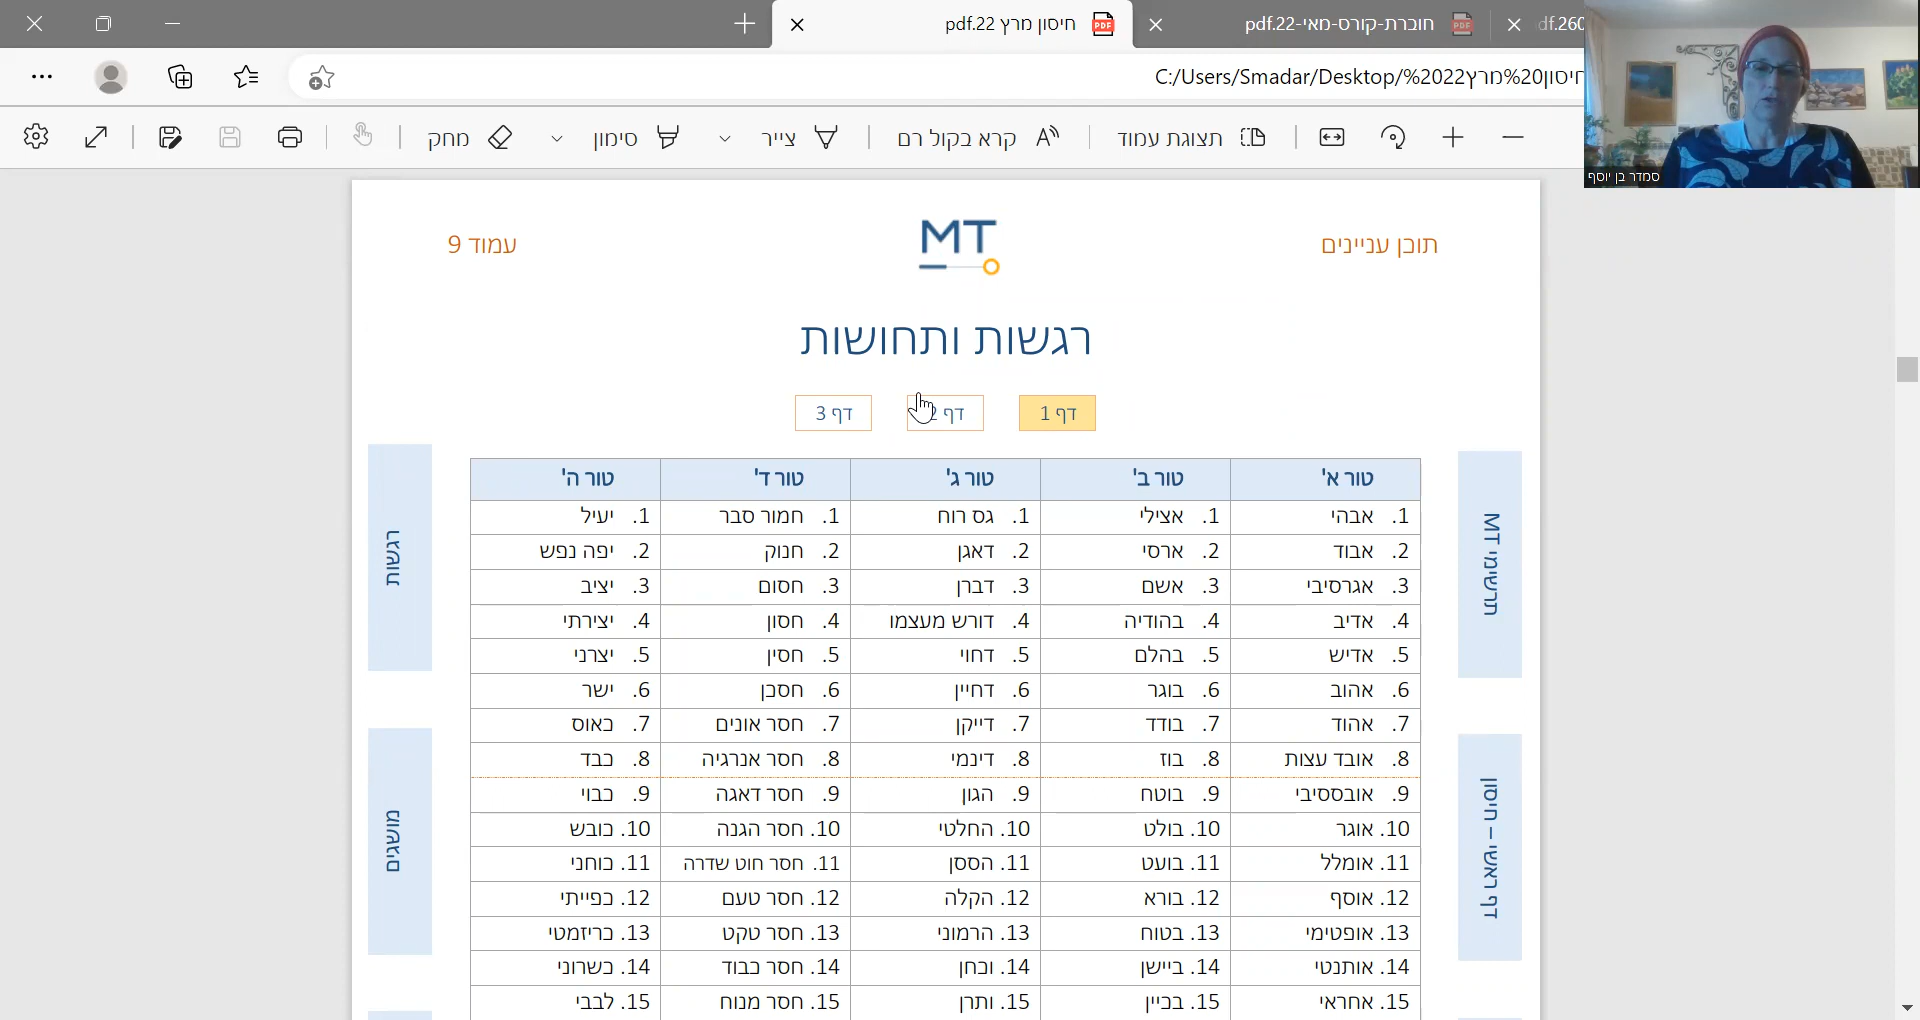 חיסון מרץ 22.pdf
חוברת-קורס-מאי-22.pdf
C:/Users/Smadar/Desktop/%2022חיסון%20מרץ
תצוגת עמוד
קרא בקול רם
צייר
סימון
מחק
סמדר בן יוסף
תוכן עניינים
MT
עמוד 9
רגשות ותחושות
דף 1
דף 2
דף 3
טור א' טור ב' טור ג' טור ד' טור ה'
1. אבהי 1. אצילי 1. גס רוח 1. חמור סבר 1. יעיל
2. אבוד 2. ארסי 2. דאגן 2. חנוק 2. יפה נפש
3. אגרסיבי 3. אשם 3. דברן 3. חסום 3. יציב
4. אדיב 4. בהודיה 4. דורש מעצמו 4. חסון 4. יצירתי
5. אדיש 5. בהלם 5. דחוי 5. חסין 5. יצרני
6. אהוב 6. בוגר 6. דחיין 6. חסכן 6. ישר
7. אהוד 7. בודד 7. דייקן 7. חסר אונים 7. כאוס
8. אובד עצות 8. בוז 8. דינמי 8. חסר אנרגיה 8. כבד
9. אובססיבי 9. בוטח 9. הגון 9. חסר דאגה 9. כבוי
10. אוגר 10. בולט 10. החלטי 10. חסר הגנה 10. כובש
11. אומלל 11. בועט 11. הססן 11. חסר חוט שדרה 11. כוחני
12. אוסף 12. בורא 12. הקלה 12. חסר טעם 12. כפייתי
13. אופטימי 13. בטוח 13. הרמוני 13. חסר טקט 13. כריזמטי
14. אותנטי 14. ביישן 14. וכחן 14. חסר כבוד 14. כשרוני
15. אחראי 15. בכיין 15. ותרן 15. חסר מנוח 15. לבבי
תרשימי MT
דף ראשי – חיסון
רגשות
מושגים